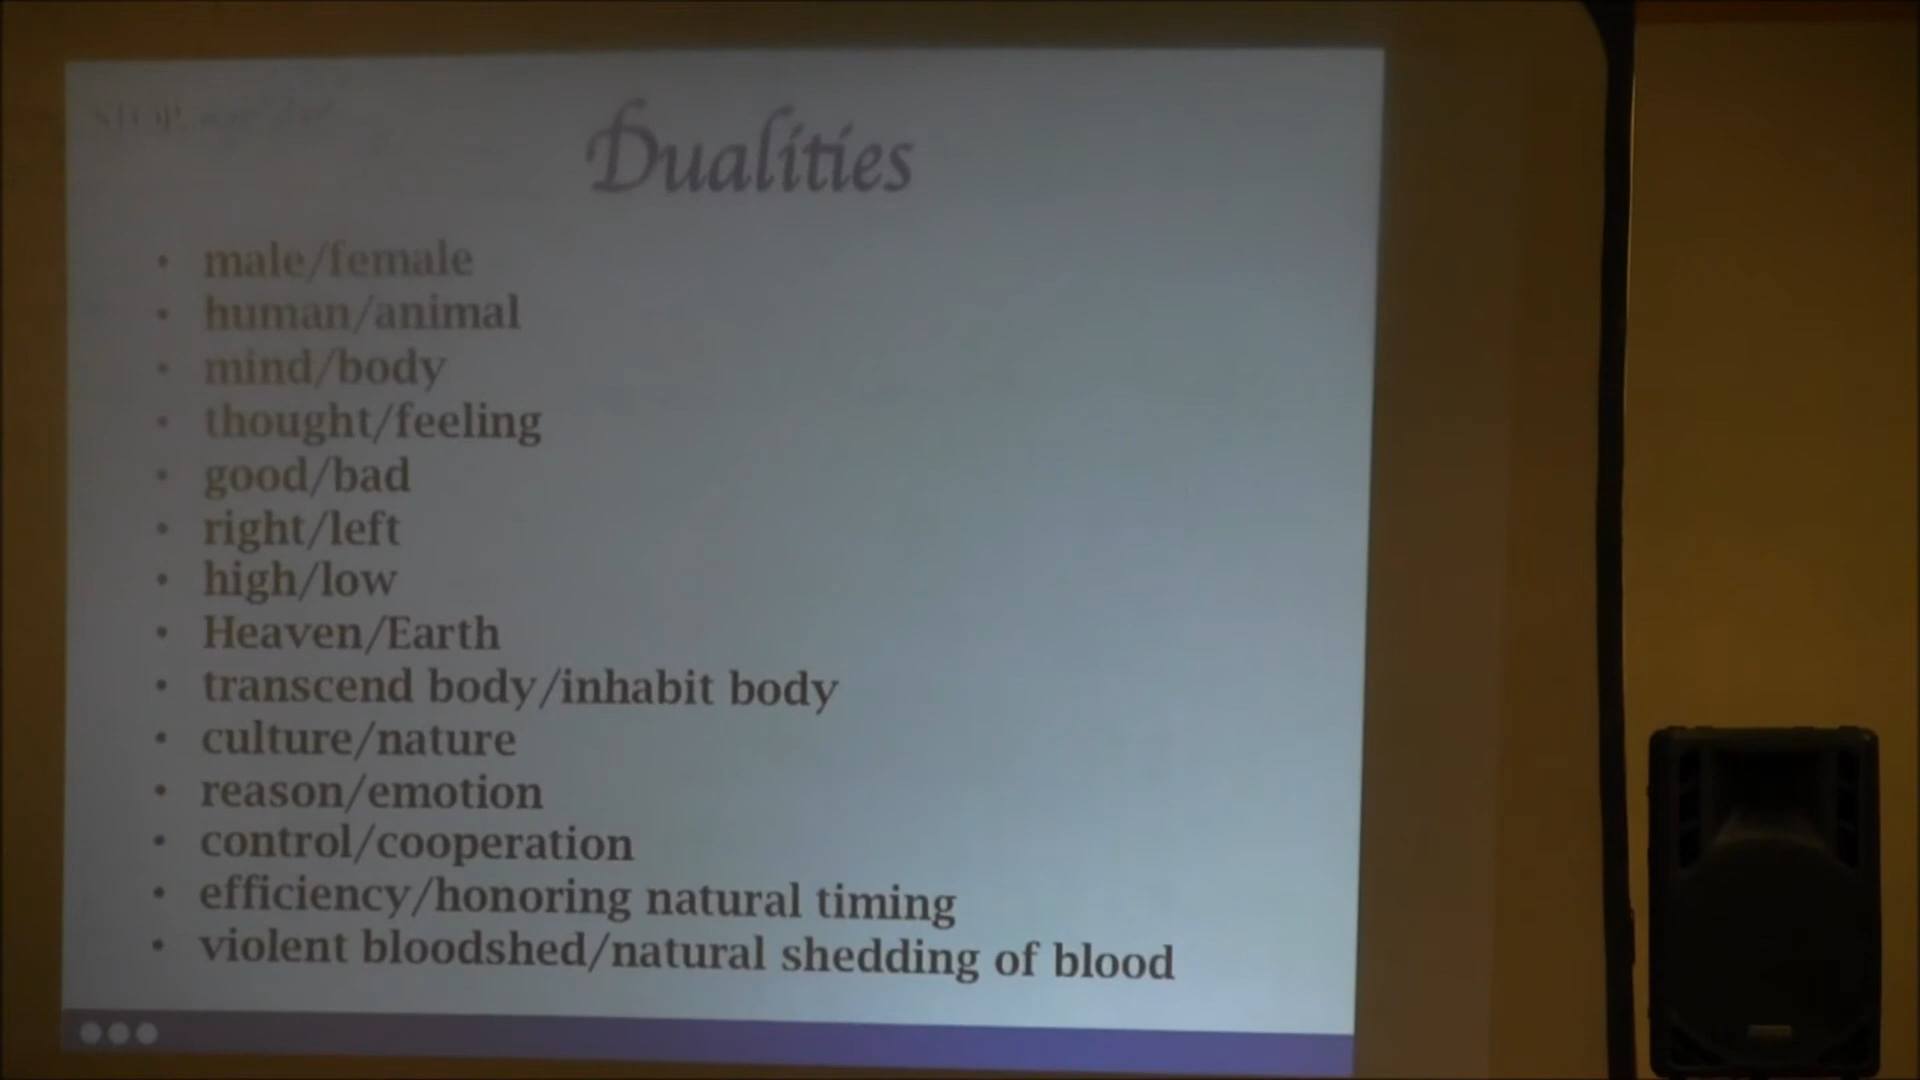 Dualities
• male/female
• human/animal
• mind/body
• thought/feeling
• good/bad
• right/left
• high/low
• Heaven/Earth
• transcend body/inhabit body
• culture/nature
• reason/emotion
• control/cooperation
• efficiency/honoring natural timing
• violent bloodshed/natural shedding of blood